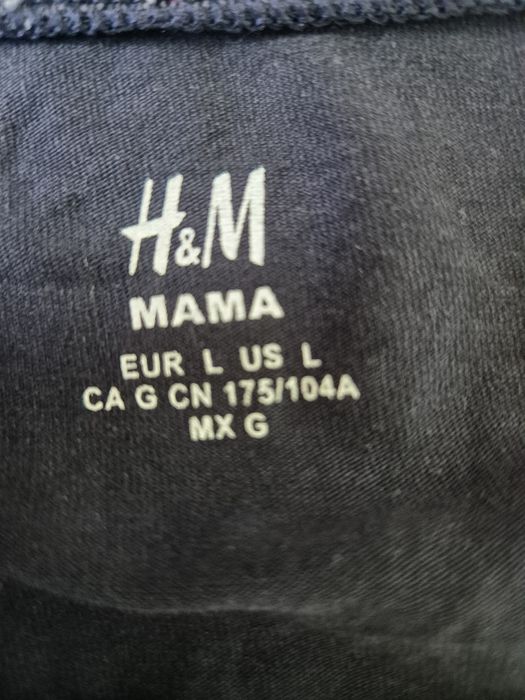 H&M
MAMA
EUR L US L
CA G CN 175/104A
MX G